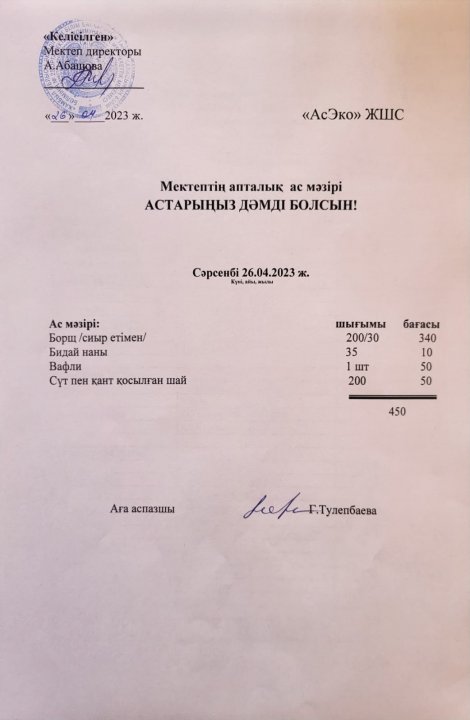 «Келісілген»
Мектеп директоры
А.Абашова
«26» 04 2023 ж.
«АсЭко» ЖШС
Мектептің апталық ас мәзірі
АСТАРЫҢЫЗ ДӘМДІ БОЛСЫН!
Сәрсенбі 26.04.2023 ж.
Күні, айы, жылы
Ас мәзірі: шығымы бағасы
Борщ /сиыр етімен/ 200/30 340
Бидай наны 35 10
Вафли 1 шт 50
Сүт пен қант қосылған шай 200 50
450
Аға аспазшы Г.Тулепбаева